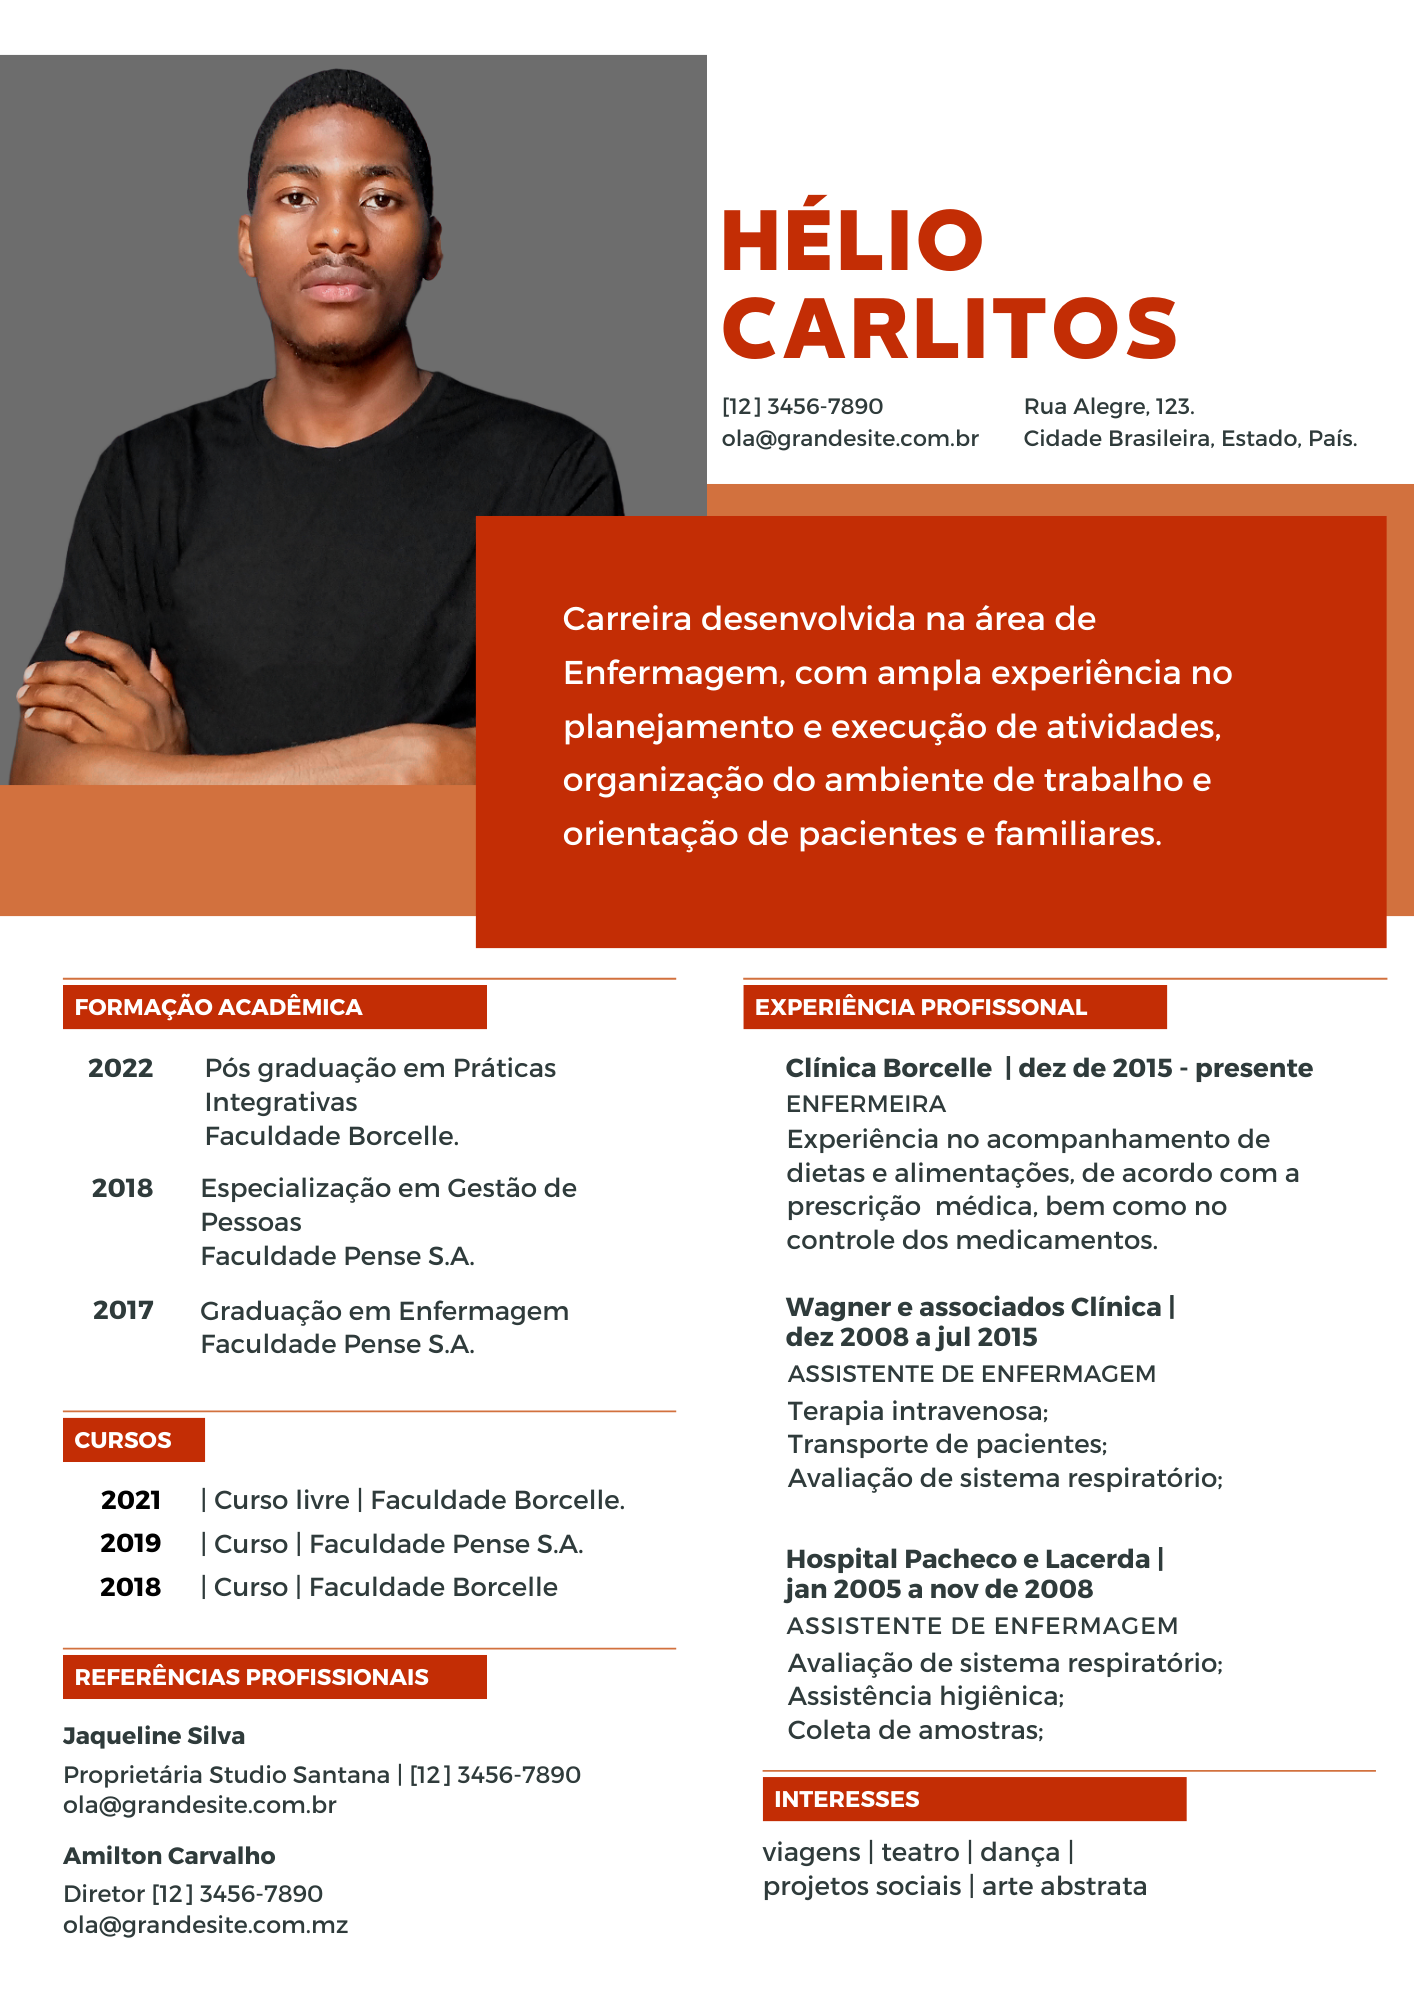 HÉLIO
CARLITOS
[12] 3456-7890
ola@grandesite.com.br
Rua Alegre, 123.
Cidade Brasileira, Estado, País.
Carreira desenvolvida na área de
Enfermagem, com ampla experiência no
planejamento e execução de atividades,
organização do ambiente de trabalho e
orientação de pacientes e familiares.
FORMAÇÃO ACADÊMICA
2022 Pós graduação em Práticas
Integrativas
Faculdade Borcelle.
2018 Especialização em Gestão de
Pessoas
Faculdade Pense S.A.
2017 Graduação em Enfermagem
Faculdade Pense S.A.
CURSOS
2021 | Curso livre | Faculdade Borcelle.
2019 | Curso | Faculdade Pense S.A.
2018 | Curso | Faculdade Borcelle
REFERÊNCIAS PROFISSIONAIS
Jaqueline Silva
Proprietária Studio Santana | [12] 3456-7890
ola@grandesite.com.br
Amilton Carvalho
Diretor [12] 3456-7890
ola@grandesite.com.mz
EXPERIÊNCIA PROFISSONAL
Clínica Borcelle | dez de 2015 - presente
ENFERMEIRA
Experiência no acompanhamento de
dietas e alimentações, de acordo com a
prescrição médica, bem como no
controle dos medicamentos.
Wagner e associados Clínica |
dez 2008 a jul 2015
ASSISTENTE DE ENFERMAGEM
Terapia intravenosa;
Transporte de pacientes;
Avaliação de sistema respiratório;
Hospital Pacheco e Lacerda |
jan 2005 a nov de 2008
ASSISTENTE DE ENFERMAGEM
Avaliação de sistema respiratório;
Assistência higiênica;
Coleta de amostras;
INTERESSES
viagens | teatro | dança |
projetos sociais | arte abstrata